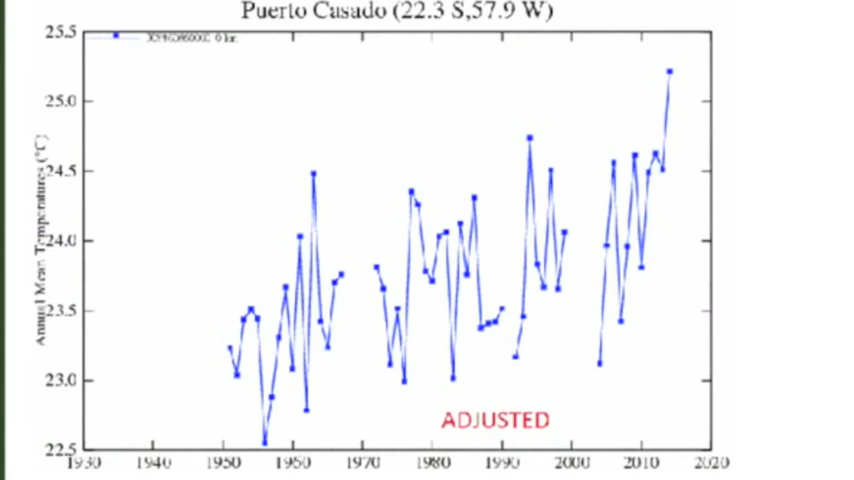 Puerto Casado (22.3 S,57.9 W)
25.5
25.0
24.5
24.0
23.5
23.0
22.5
Annual Mean Temperatures (°C)
ADJUSTED
1930 1940 1950 1960 1970 1980 1990 2000 2010 2020